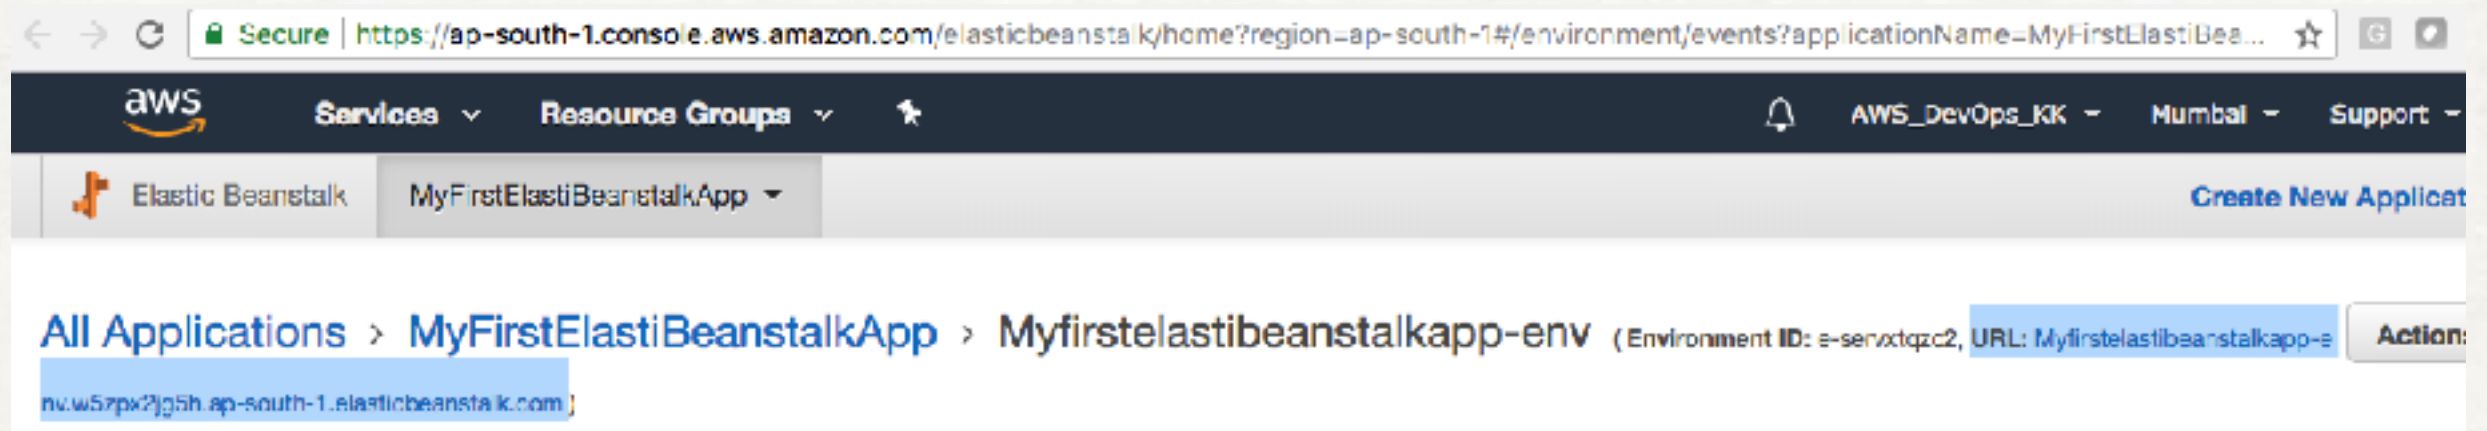 Secure | https://ap-south-1.console.aws.amazon.com/elasticbeanstalk/home?region=ap-south-1#/environment/events?applicationName=MyFirstElastiBea...
aws Services Resource Groups AWS_DevOps_KK Mumbai Support
Elastic Beanstalk MyFirstElastiBeanstalkApp Create New Applicat
All Applications > MyFirstElastiBeanstalkApp > Myfirstelastibeanstalkapp-env ( Environment ID: URL: Myfirstelastibeanstalkapp-e Action
nv.w5zpx2jg5h.ap-south-1.elasticbeanstalk.com )